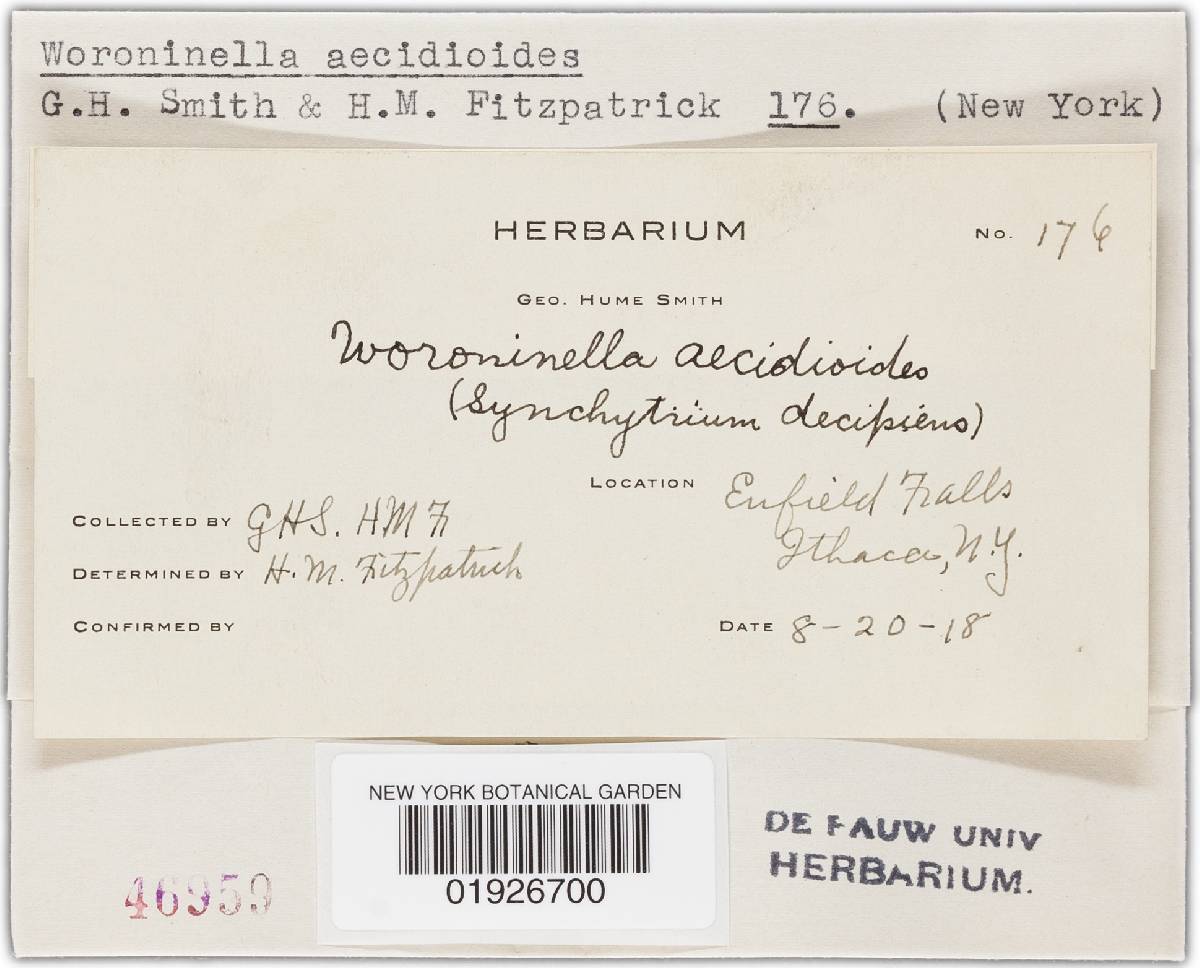 Woroninella aecidioides
G.H. Smith & H.M. Fitzpatrick 176. (New York)
HERBARIUM No. 176
GEO. HUME SMITH
Woroninella aecidioides
(Synchytrium decipiens)
LOCATION Enfield Falls
Ithaca, N.Y.
COLLECTED BY GHS. HMF
DETERMINED BY H. M. Fitzpatrick
CONFIRMED BY
DATE 8-20-18
NEW YORK BOTANICAL GARDEN
01926700
46959
DE PAUW UNIV
HERBARIUM.